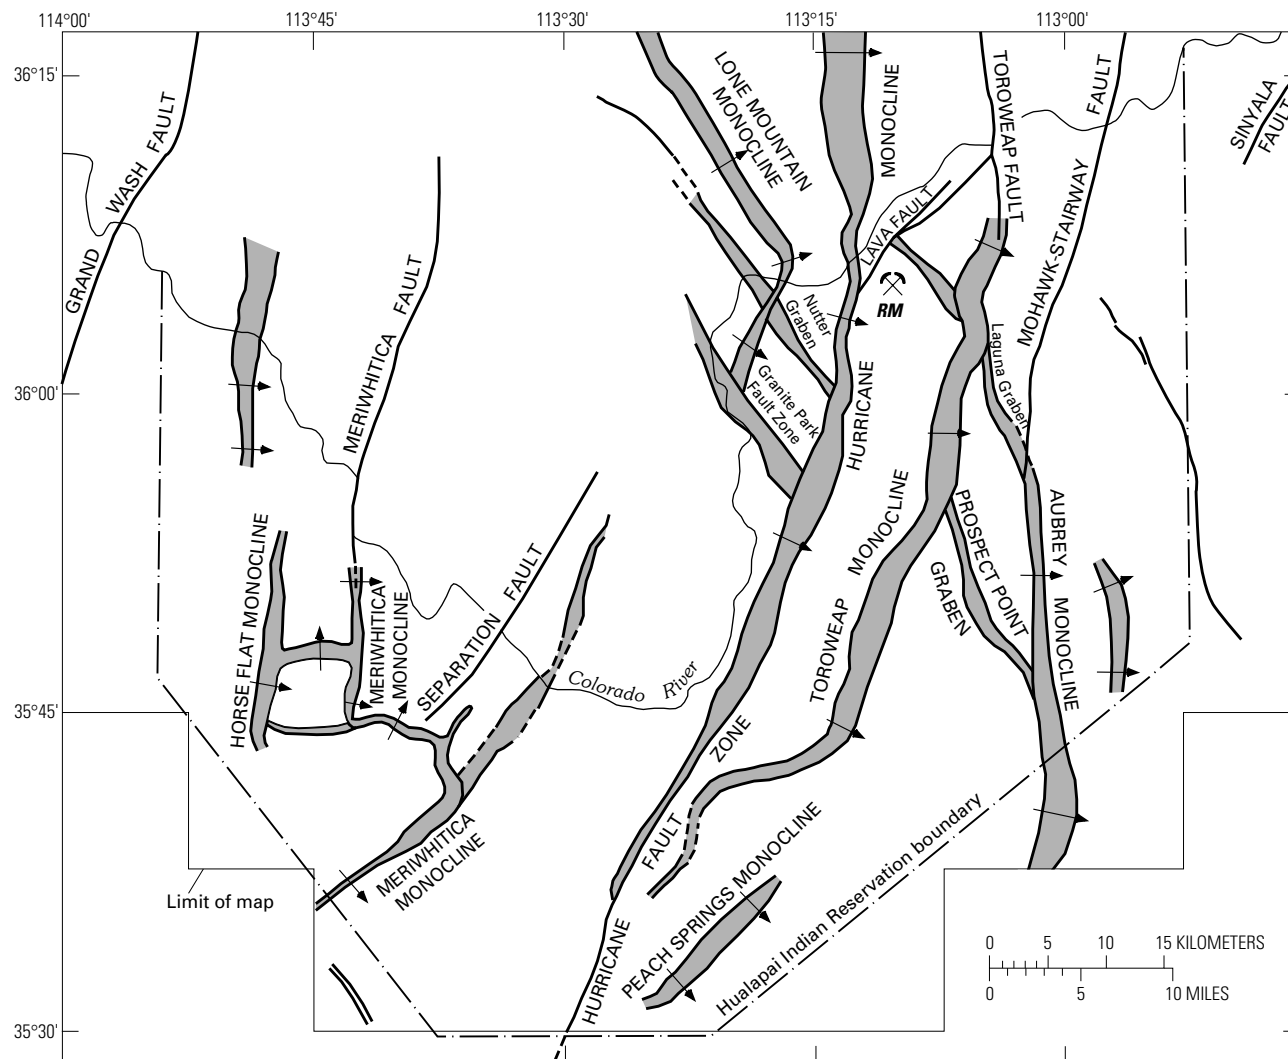 114°00'
113°45'
113°30'
113°15'
113°00'
36°15'
36°00'
35°45'
35°30'
GRAND WASH FAULT
MERIWHITICA FAULT
LONE MOUNTAIN
MONOCLINE
MONOCLINE
TOROWEAP FAULT
MOHAWK-STAIRWAY FAULT
SINYALA
FAULT
LAVA FAULT
RM
Nutter
Graben
Laguna Graben
Granite Park
Fault Zone
HURRICANE
HORSE FLAT MONOCLINE
MERIWHITICA
MONOCLINE
SEPARATION FAULT
Colorado River
TOROWEAP MONOCLINE
PROSPECT POINT
GRABEN
AUBREY MONOCLINE
MERIWHITICA
MONOCLINE
HURRICANE FAULT ZONE
PEACH SPRINGS MONOCLINE
Hualapai Indian Reservation boundary
Limit of map
0 5 10 15 KILOMETERS
0 5 10 MILES